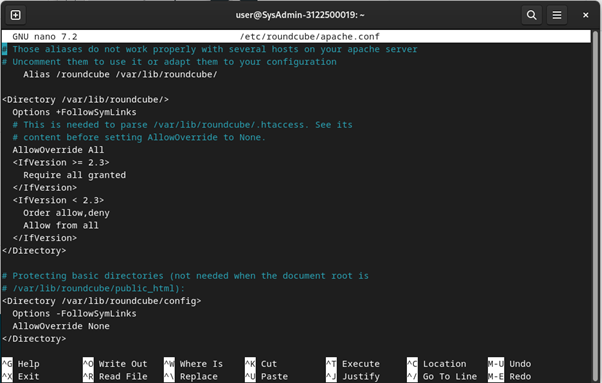 user@SysAdmin-3122500019: ~
GNU nano 7.2 /etc/roundcube/apache.conf
# Those aliases do not work properly with several hosts on your apache server
# Uncomment them to use it or adapt them to your configuration
Alias /roundcube /var/lib/roundcube/
<Directory /var/lib/roundcube/>
Options +FollowSymLinks
# This is needed to parse /var/lib/roundcube/.htaccess. See its
# content before setting AllowOverride to None.
AllowOverride All
<IfVersion >= 2.3>
Require all granted
</IfVersion>
<IfVersion < 2.3>
Order allow,deny
Allow from all
</IfVersion>
</Directory>
# Protecting basic directories (not needed when the document root is
# /var/lib/roundcube/public_html):
<Directory /var/lib/roundcube/config>
Options -FollowSymLinks
AllowOverride None
</Directory>
^G Help ^O Write Out ^W Where Is ^K Cut ^T Execute ^C Location M-U Undo
^X Exit ^R Read File ^\ Replace ^U Paste ^J Justify ^/ Go To Line M-E Redo